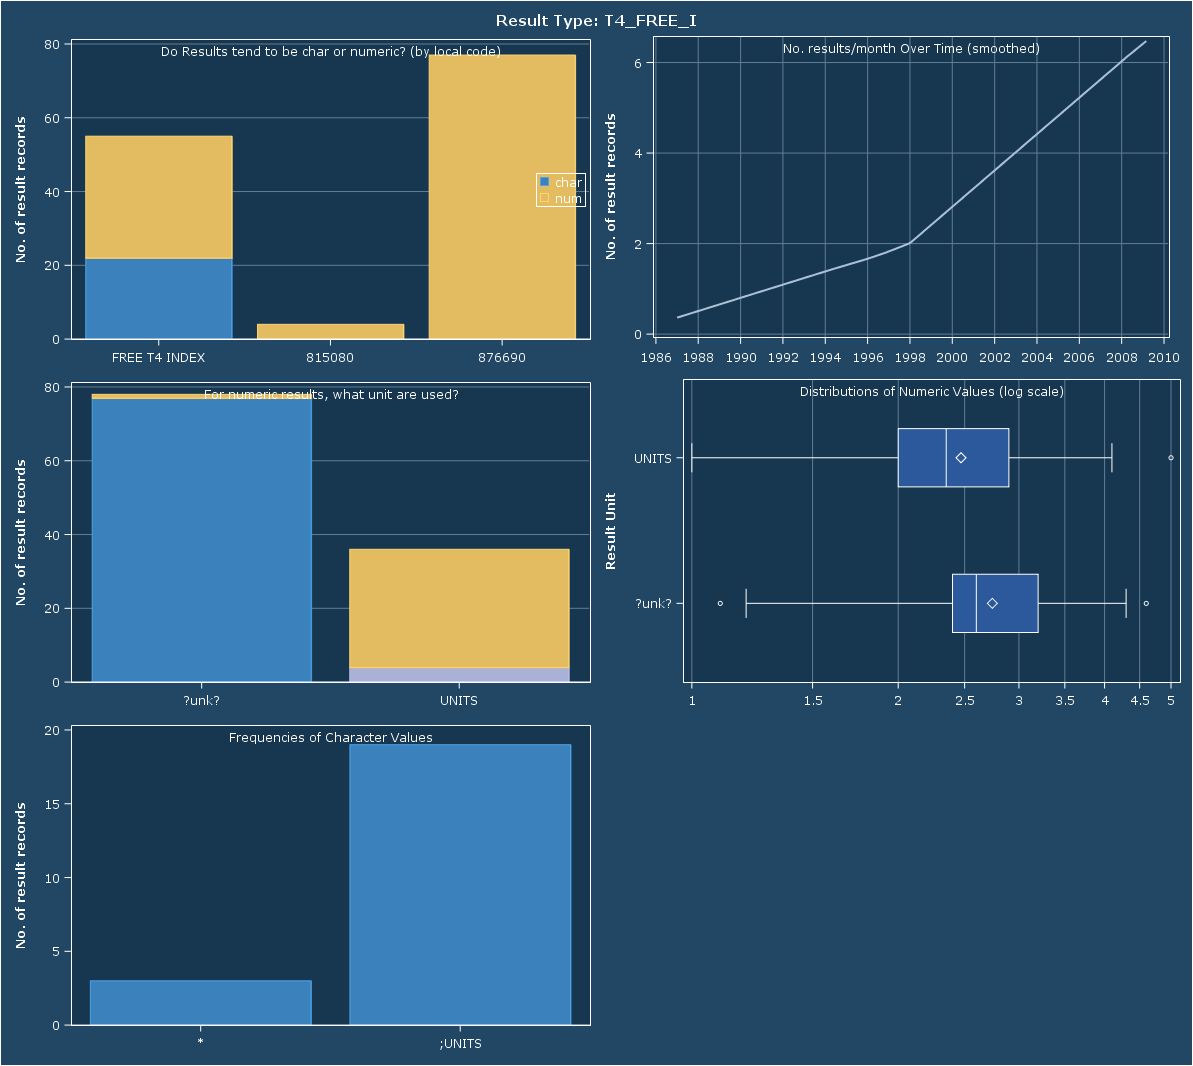 Result Type: T4_FREE_I
Do Results tend to be char or numeric? (by local code)
No. of result records
80
60
40
20
0
FREE T4 INDEX 815080 876690
char
num
No. results/month Over Time (smoothed)
No. of result records
6
4
2
0
1986 1988 1990 1992 1994 1996 1998 2000 2002 2004 2006 2008 2010
For numeric results, what unit are used?
No. of result records
80
60
40
20
0
?unk? UNITS
Distributions of Numeric Values (log scale)
Result Unit
UNITS
?unk?
1 1.5 2 2.5 3 3.5 4 4.5 5
Frequencies of Character Values
No. of result records
20
15
10
5
0
* ;UNITS